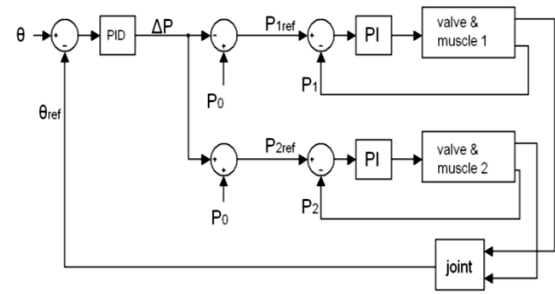 θ
+
-
PID
ΔP
-
+
P₀
P1ref
+
-
PI
valve &
muscle 1
P₁
θref
+
+
P₀
P2ref
+
-
PI
valve &
muscle 2
P₂
joint